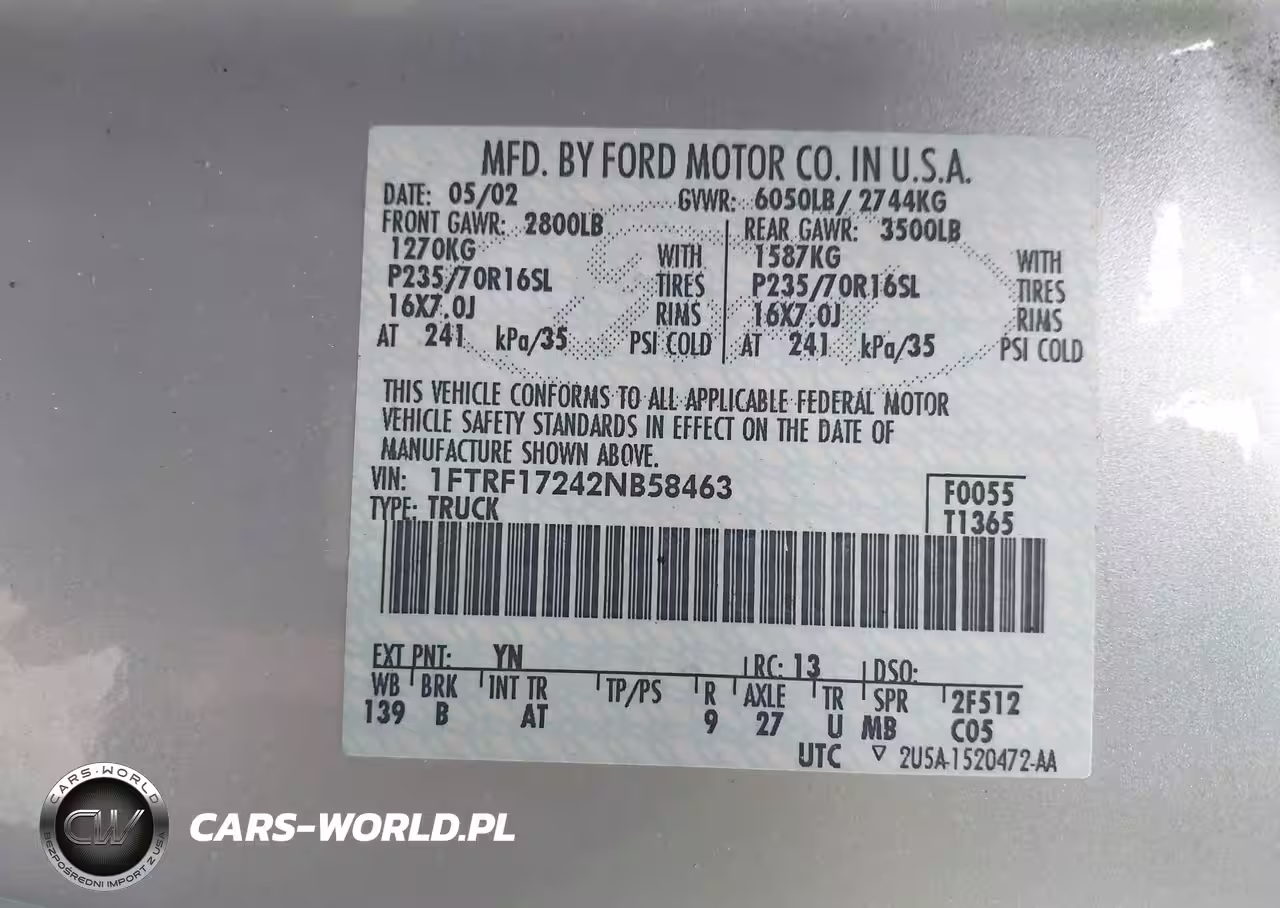 MFD. BY FORD MOTOR CO. IN U.S.A.
DATE: 05/02 GVWR: 6050LB/ 2744KG
FRONT GAWR: 2800LB REAR GAWR: 3500LB
1270KG WITH 1587KG WITH
P235/70R16SL TIRES P235/70R16SL TIRES
16X7.0J RIMS 16X7.0J RIMS
AT 241 kPa/35 PSI COLD AT 241 kPa/35 PSI COLD
THIS VEHICLE CONFORMS TO ALL APPLICABLE FEDERAL MOTOR
VEHICLE SAFETY STANDARDS IN EFFECT ON THE DATE OF
MANUFACTURE SHOWN ABOVE.
VIN: 1FTRF17242NB58463 F0055
TYPE: TRUCK T1365
EXT PNT: YN RC: 13 DSO:
WB BRK INT TR TP/PS R AXLE TR SPR 2F512
139 B AT 9 27 U MB C05
UTC ▽ 2U5A-1520472-AA
CARS-WORLD
CW
BEZPOŚREDNI IMPORT Z USA
CARS-WORLD.PL